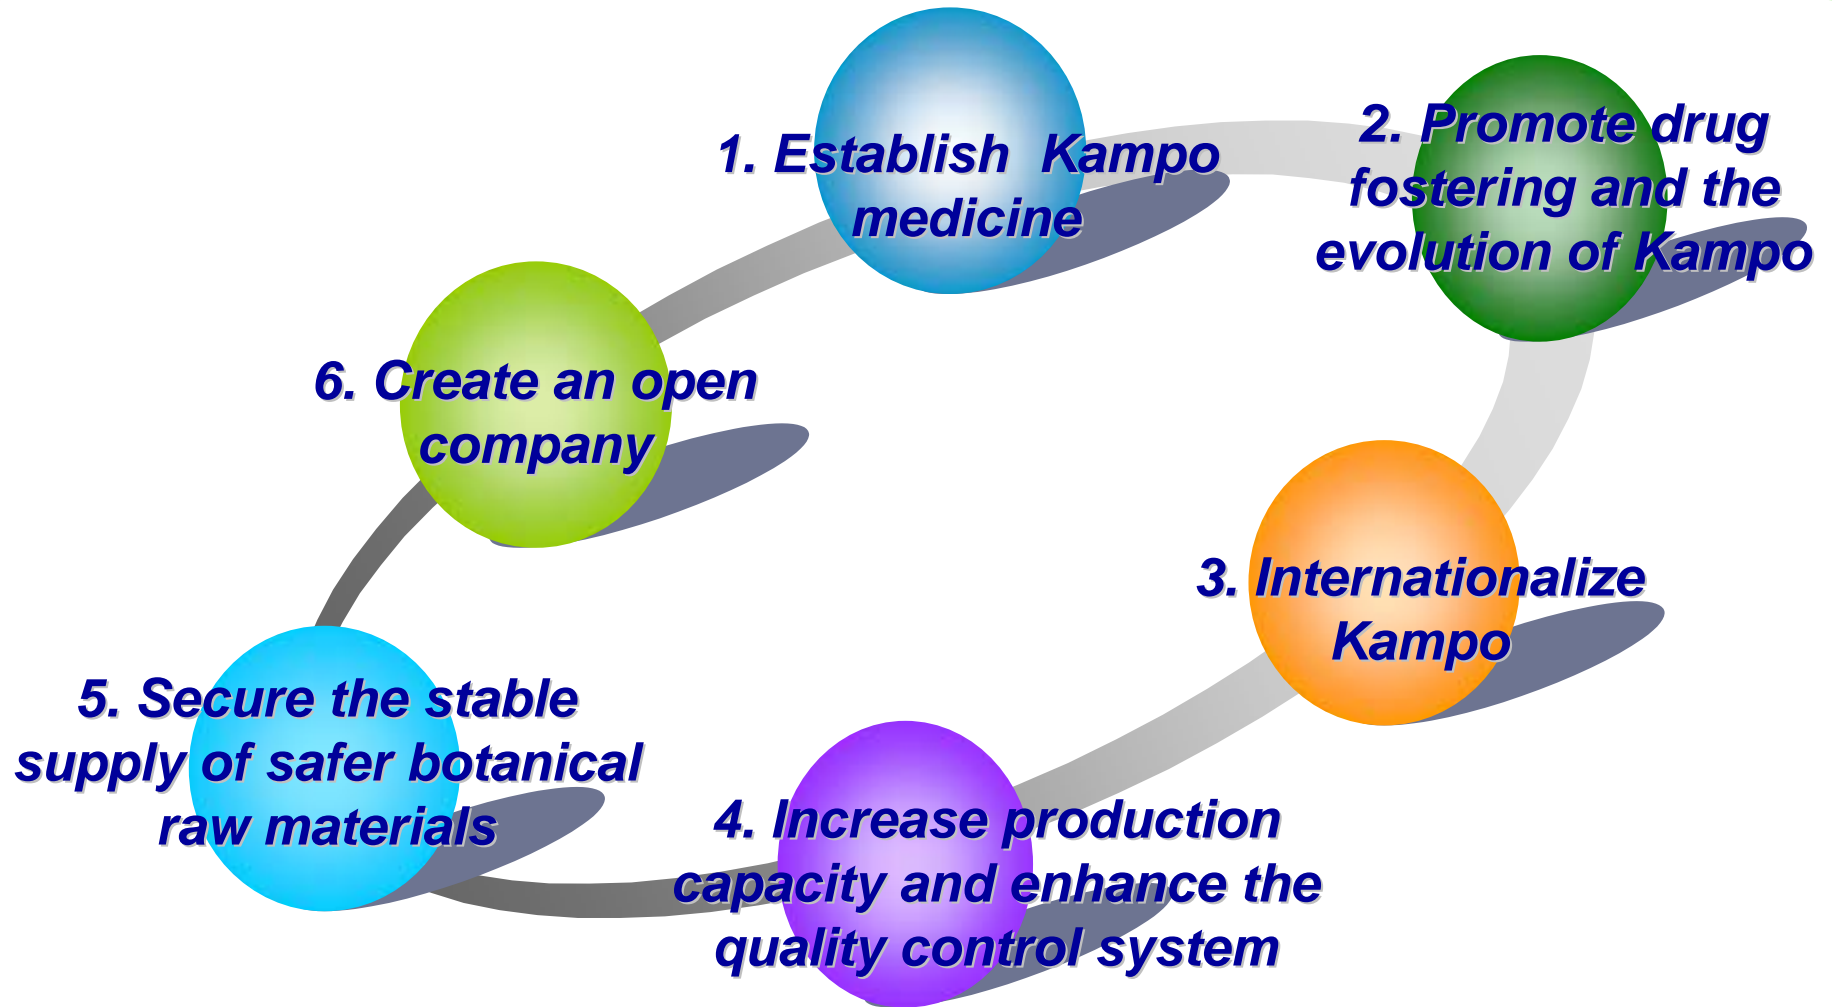 1. Establish Kampo
medicine
2. Promote drug
fostering and the
evolution of Kampo
3. Internationalize
Kampo
4. Increase production
capacity and enhance the
quality control system
5. Secure the stable
supply of safer botanical
raw materials
6. Create an open
company